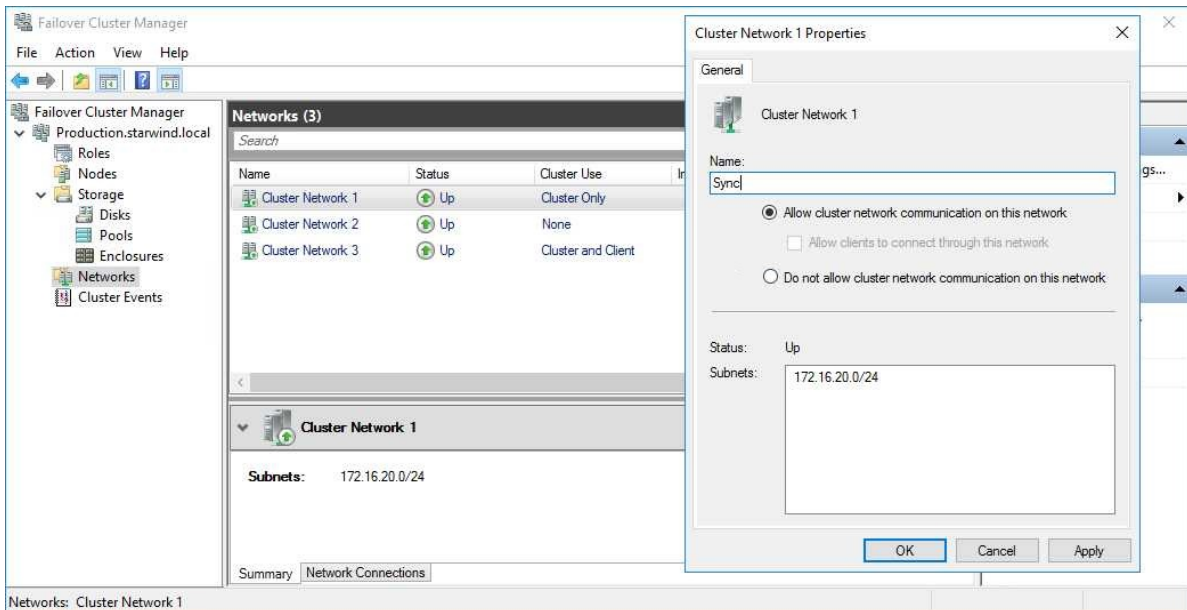 Failover Cluster Manager
File Action View Help
Failover Cluster Manager
Production.starwind.local
Roles
Nodes
Storage
Disks
Pools
Enclosures
Networks
Cluster Events
Networks (3)
Search
Name Status Cluster Use
Cluster Network 1 Up Cluster Only
Cluster Network 2 Up None
Cluster Network 3 Up Cluster and Client
Cluster Network 1
Subnets: 172.16.20.0/24
Summary Network Connections
Networks: Cluster Network 1
Cluster Network 1 Properties
General
Cluster Network 1
Name:
Sync
Allow cluster network communication on this network
Allow clients to connect through this network
Do not allow cluster network communication on this network
Status: Up
Subnets: 172.16.20.0/24
OK Cancel Apply
gs...